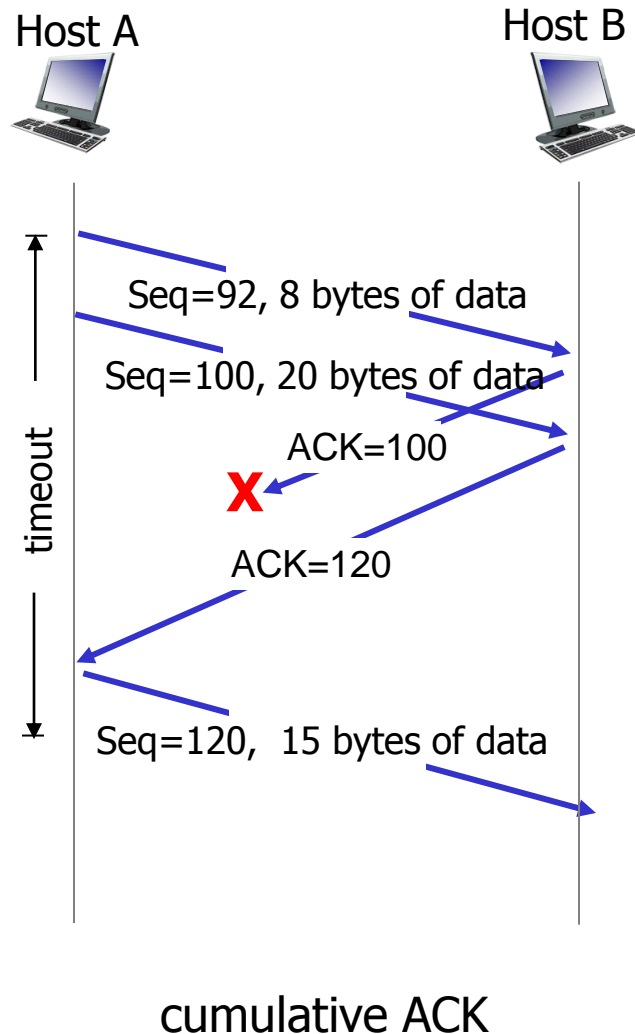 Host A
Host B
Seq=92, 8 bytes of data
Seq=100, 20 bytes of data
ACK=100
X
timeout
ACK=120
Seq=120,  15 bytes of data
cumulative ACK